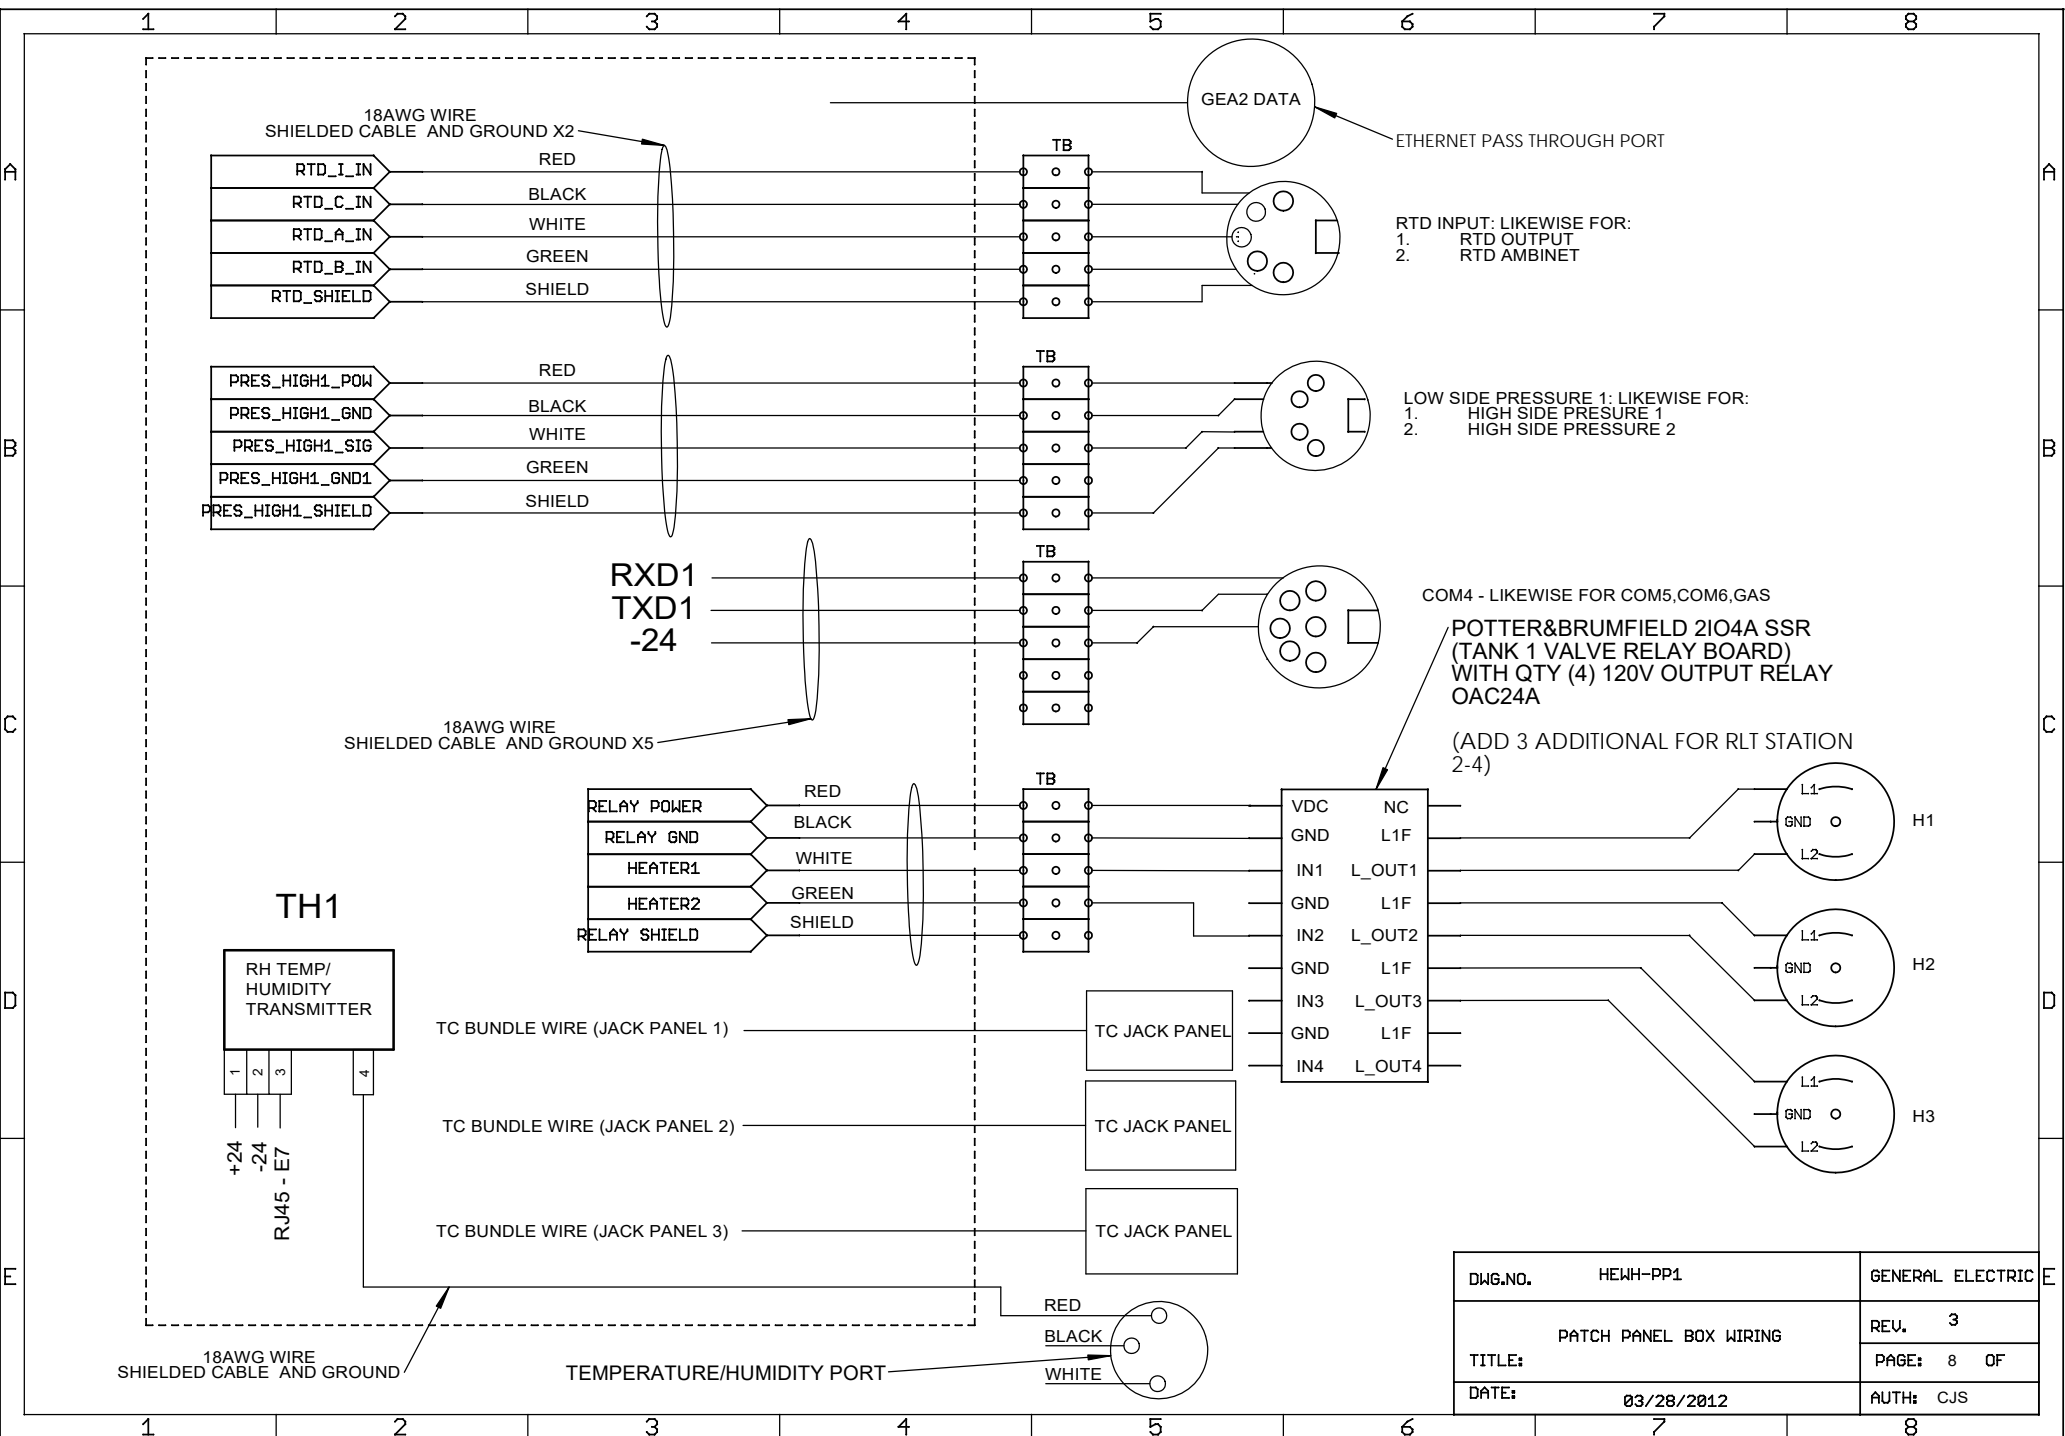 1 2 3 4 5 6 7 8
A
B
C
D
E
A
B
C
D
E
GEA2 DATA
ETHERNET PASS THROUGH PORT
18AWG WIRE
SHIELDED CABLE AND GROUND X2
RTD_I_IN
RTD_C_IN
RTD_A_IN
RTD_B_IN
RTD_SHIELD
RED
BLACK
WHITE
GREEN
SHIELD
TB
RTD INPUT: LIKEWISE FOR:
1. RTD OUTPUT
2. RTD AMBINET
PRES_HIGH1_POW
PRES_HIGH1_GND
PRES_HIGH1_SIG
PRES_HIGH1_GND1
PRES_HIGH1_SHIELD
RED
BLACK
WHITE
GREEN
SHIELD
TB
LOW SIDE PRESSURE 1: LIKEWISE FOR:
1. HIGH SIDE PRESURE 1
2. HIGH SIDE PRESSURE 2
RXD1
TXD1
-24
TB
18AWG WIRE
SHIELDED CABLE AND GROUND X5
COM4 - LIKEWISE FOR COM5,COM6,GAS
POTTER&BRUMFIELD 2IO4A SSR
(TANK 1 VALVE RELAY BOARD)
WITH QTY (4) 120V OUTPUT RELAY
OAC24A
(ADD 3 ADDITIONAL FOR RLT STATION
2-4)
RELAY POWER
RELAY GND
HEATER1
HEATER2
RELAY SHIELD
RED
BLACK
WHITE
GREEN
SHIELD
TB
VDC NC
GND L1F
IN1 L_OUT1
GND L1F
IN2 L_OUT2
GND L1F
IN3 L_OUT3
GND L1F
IN4 L_OUT4
L1
GND
L2
H1
L1
GND
L2
H2
L1
GND
L2
H3
TH1
RH TEMP/
HUMIDITY
TRANSMITTER
1
2
3
4
+24
-24
RJ45 - E7
TC BUNDLE WIRE (JACK PANEL 1)
TC JACK PANEL
TC BUNDLE WIRE (JACK PANEL 2)
TC JACK PANEL
TC BUNDLE WIRE (JACK PANEL 3)
TC JACK PANEL
18AWG WIRE
SHIELDED CABLE AND GROUND
RED
BLACK
WHITE
TEMPERATURE/HUMIDITY PORT
DWG.NO. HEWH-PP1
GENERAL ELECTRIC
PATCH PANEL BOX WIRING
TITLE:
REV. 3
PAGE: 8 OF
DATE: 03/28/2012
AUTH: CJS
1 2 3 4 5 6 7 8